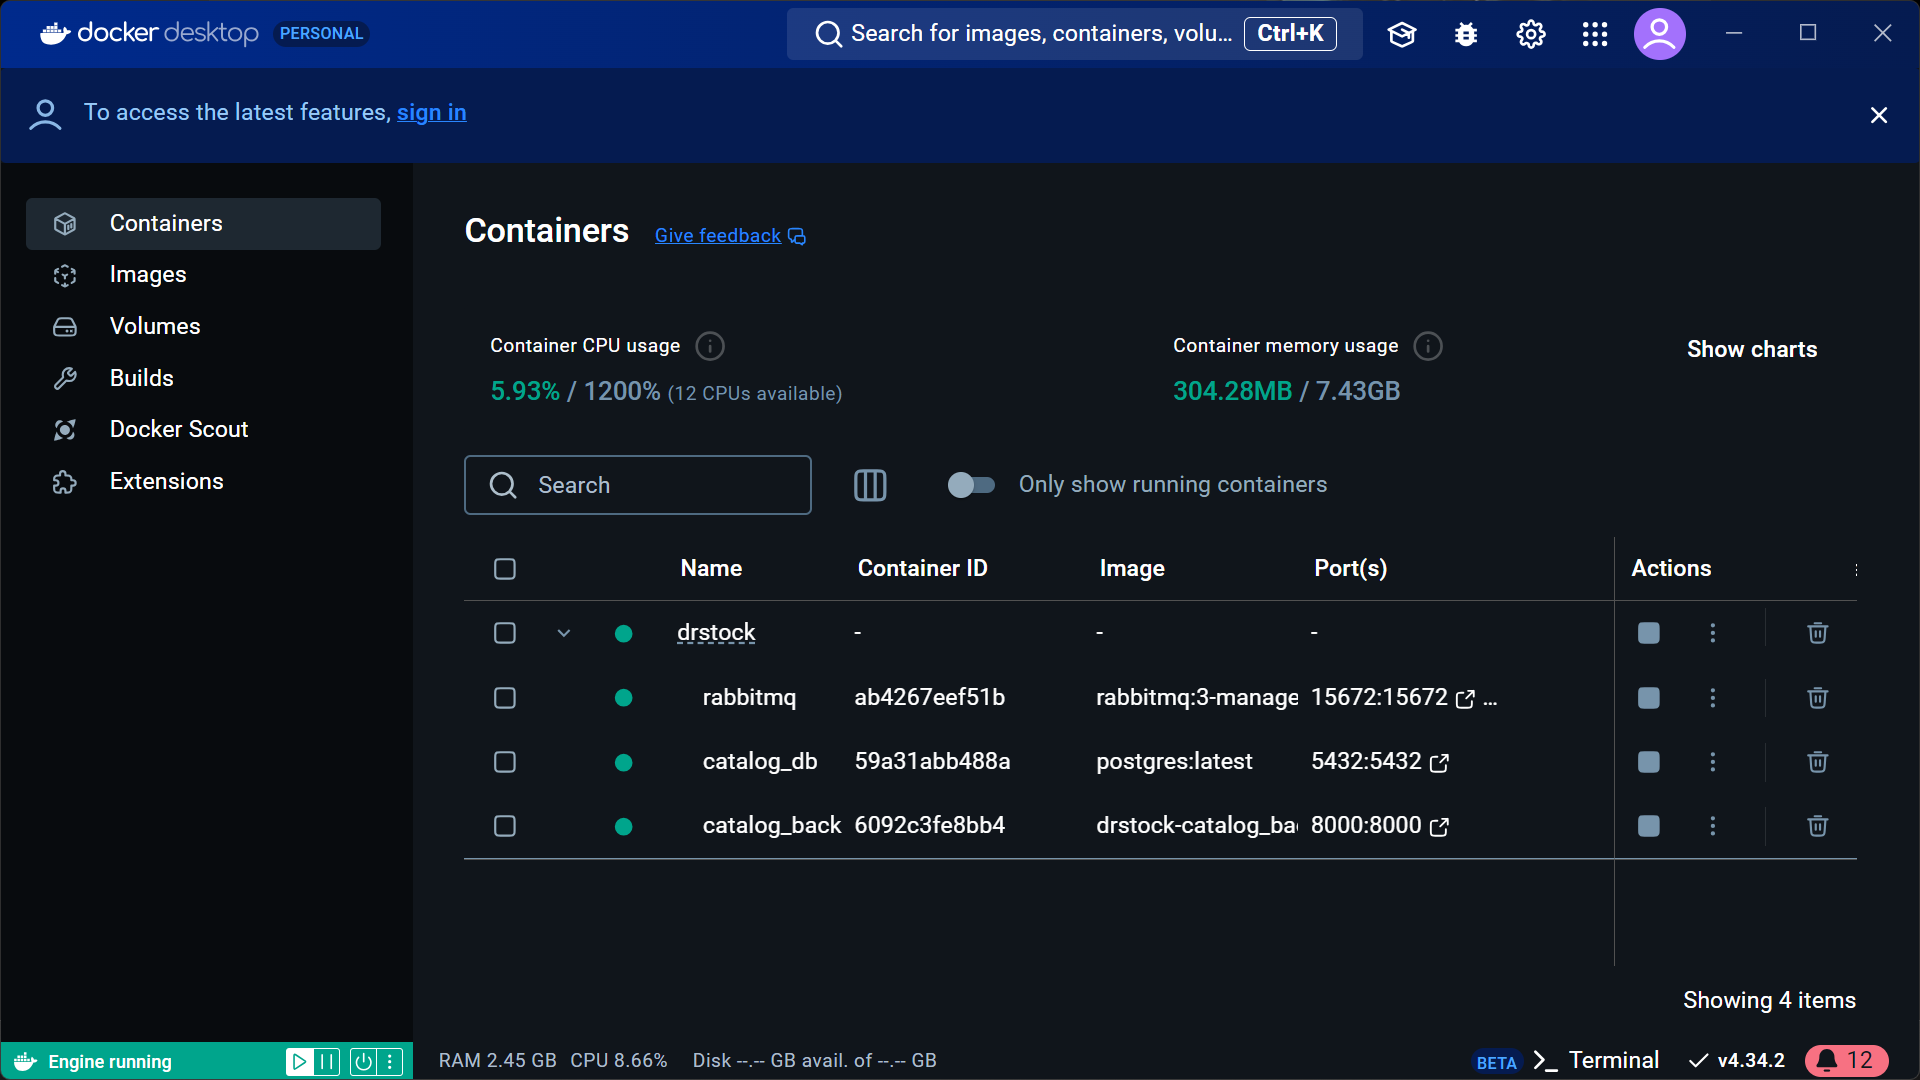 docker desktop PERSONAL
Search for images, containers, volu... Ctrl+K
To access the latest features, sign in
Containers
Images
Volumes
Builds
Docker Scout
Extensions
Containers Give feedback
Container CPU usage
5.93% / 1200% (12 CPUs available)
Container memory usage
304.28MB / 7.43GB
Show charts
Search
Only show running containers
Name Container ID Image Port(s) Actions
drstock - - -
rabbitmq ab4267eef51b rabbitmq:3-manage 15672:15672 ...
catalog_db 59a31abb488a postgres:latest 5432:5432
catalog_back 6092c3fe8bb4 drstock-catalog_ba 8000:8000
Showing 4 items
Engine running
RAM 2.45 GB CPU 8.66% Disk --.-- GB avail. of --.-- GB
BETA >_ Terminal v4.34.2 12